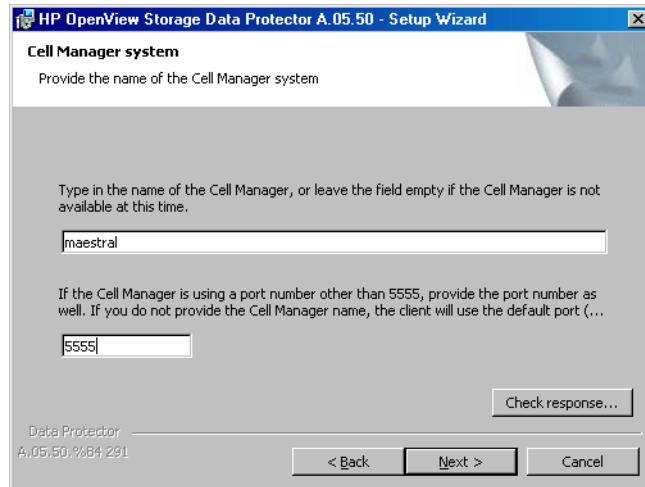 HP OpenView Storage Data Protector A.05.50 - Setup Wizard
Cell Manager system
Provide the name of the Cell Manager system
Type in the name of the Cell Manager, or leave the field empty if the Cell Manager is not
available at this time.
maestral
If the Cell Manager is using a port number other than 5555, provide the port number as
well. If you do not provide the Cell Manager name, the client will use the default port (...
5555
Check response...
Data Protector
A.05.50.%B4 291
< Back
Next >
Cancel